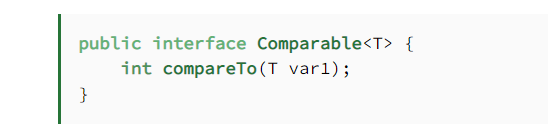 public interface Comparable<T> {
    int compareTo(T var1);
}